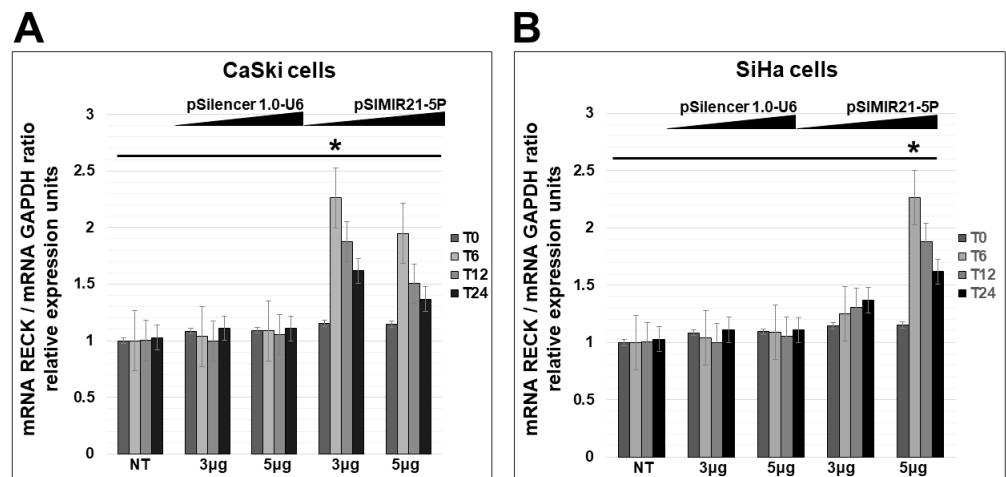 A
CaSki cells
pSilencer 1.0-U6 pSIMIR21-5P
*
mRNA RECK / mRNA GAPDH ratio
relative expression units
3
2.5
2
1.5
1
0.5
0
T0
T6
T12
T24
NT 3µg 5µg 3µg 5µg
B
SiHa cells
pSilencer 1.0-U6 pSIMIR21-5P
*
mRNA RECK / mRNA GAPDH ratio
relative expression units
3
2.5
2
1.5
1
0.5
0
T0
T6
T12
T24
NT 3µg 5µg 3µg 5µg